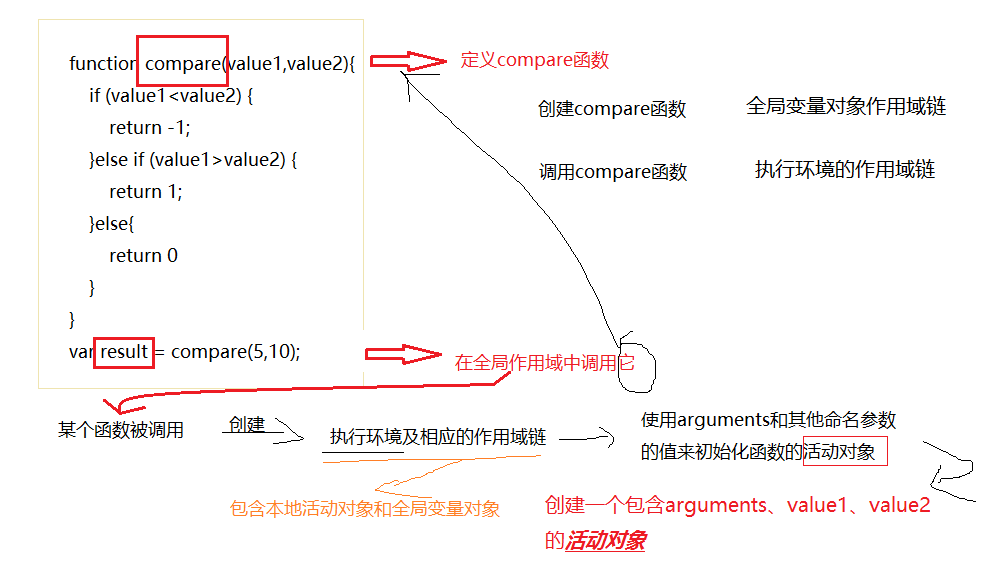 function compare(value1,value2){
定义compare函数
if (value1<value2) {
创建compare函数
全局变量对象作用域链
return -1;
}else if (value1>value2) {
调用compare函数
执行环境的作用域链
return 1;
}else{
return 0
}
}
var result = compare(5,10);
在全局作用域中调用它
某个函数被调用
创建
执行环境及相应的作用域链
使用arguments和其他命名参数
的值来初始化函数的活动对象
包含本地活动对象和全局变量对象
创建一个包含arguments、value1、value2
的活动对象